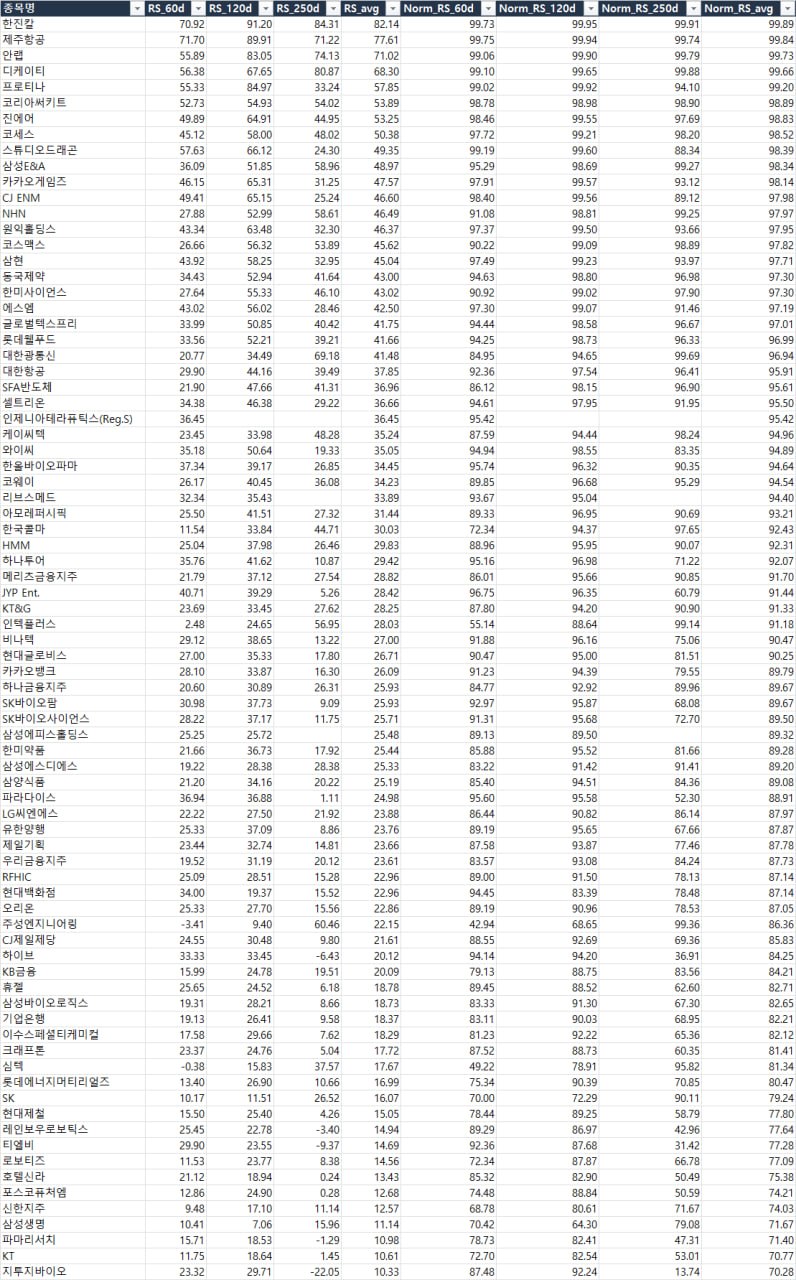 종목명 RS_60d RS_120d RS_250d RS_avg Norm_RS_60d Norm_RS_120d Norm_RS_250d Norm_RS_avg
한진칼 70.92 91.20 84.31 82.14 99.73 99.95 99.91 99.89
제주항공 71.70 89.91 71.22 77.61 99.75 99.94 99.74 99.84
안랩 55.89 83.05 74.13 71.02 99.06 99.90 99.79 99.73
디케이티 56.38 67.65 80.87 68.30 99.10 99.65 99.88 99.66
프로티나 55.33 84.97 33.24 57.85 99.02 99.92 94.10 99.20
코리아써키트 52.73 54.93 54.02 53.89 98.78 98.98 98.90 98.89
진에어 49.89 64.91 44.95 53.25 98.46 99.55 97.69 98.83
코세스 45.12 58.00 48.02 50.38 97.72 99.21 98.20 98.52
스튜디오드래곤 57.63 66.12 24.30 49.35 99.19 99.60 88.34 98.39
삼성E&A 36.09 51.85 58.96 48.97 95.29 98.69 99.27 98.34
카카오게임즈 46.15 65.31 31.25 47.57 97.91 99.57 93.12 98.14
CJ ENM 49.41 65.15 25.24 46.60 98.40 99.56 89.12 97.98
NHN 27.88 52.99 58.61 46.49 91.08 98.81 99.25 97.97
원익홀딩스 43.34 63.48 32.30 46.37 97.37 99.50 93.66 97.95
코스맥스 26.66 56.32 53.89 45.62 90.22 99.09 98.89 97.82
삼현 43.92 58.25 32.95 45.04 97.49 99.23 93.97 97.71
동국제약 34.43 52.94 41.64 43.00 94.63 98.80 96.98 97.30
한미사이언스 27.64 55.33 46.10 43.02 90.92 99.02 97.90 97.30
에스엠 43.02 56.02 28.46 42.50 97.30 99.07 91.46 97.19
글로벌텍스프리 33.99 50.85 40.42 41.75 94.44 98.58 96.67 97.01
롯데웰푸드 33.56 52.21 39.21 41.66 94.25 98.73 96.33 96.99
대한광통신 20.77 34.49 69.18 41.48 84.95 94.65 99.69 96.94
대한항공 29.90 44.16 39.49 37.85 92.36 97.54 96.41 95.91
SFA반도체 21.90 47.66 41.31 36.96 86.12 98.15 96.90 95.61
셀트리온 34.38 46.38 29.22 36.66 94.61 97.95 91.95 95.50
인제니아테라퓨틱스(Reg.S) 36.45 36.45 95.42 95.42
케이씨텍 23.45 33.98 48.28 35.24 87.59 94.44 98.24 94.96
와이씨 35.18 50.64 19.33 35.05 94.94 98.55 83.35 94.89
한올바이오파마 37.34 39.17 26.85 34.45 95.74 96.32 90.35 94.64
코웨이 26.17 40.45 36.08 34.23 89.85 96.68 95.29 94.54
리브스메드 32.34 35.43 33.89 93.67 95.04 94.40
아모레퍼시픽 25.50 41.51 27.32 31.44 89.33 96.95 90.69 93.21
한국콜마 11.54 33.84 44.71 30.03 72.34 94.37 97.65 92.43
HMM 25.04 37.98 26.46 29.83 88.96 95.95 90.07 92.31
하나투어 35.76 41.62 10.87 29.42 95.16 96.98 71.22 92.07
메리츠금융지주 21.79 37.12 27.54 28.82 86.01 95.66 90.85 91.70
JYP Ent. 40.71 39.29 5.26 28.42 96.75 96.35 60.79 91.44
KT&G 23.69 33.45 27.62 28.25 87.80 94.20 90.90 91.33
인텍플러스 2.48 24.65 56.95 28.03 55.14 88.64 99.14 91.18
비나텍 29.12 38.65 13.22 27.00 91.88 96.16 75.06 90.47
현대글로비스 27.00 35.33 17.80 26.71 90.47 95.00 81.51 90.25
카카오뱅크 28.10 33.87 16.30 26.09 91.23 94.39 79.55 89.79
하나금융지주 20.60 30.89 26.31 25.93 84.77 92.92 89.96 89.67
SK바이오팜 30.98 37.73 9.09 25.93 92.97 95.87 68.08 89.67
SK바이오사이언스 28.22 37.17 11.75 25.71 91.31 95.68 72.70 89.50
삼성에피스홀딩스 25.25 25.72 25.48 89.13 89.50 89.32
한미약품 21.66 36.73 17.92 25.44 85.88 95.52 81.66 89.28
삼성에스디에스 19.22 28.38 28.38 25.33 83.22 91.42 91.41 89.20
삼양식품 21.20 34.16 20.22 25.19 85.40 94.51 84.36 89.08
파라다이스 36.94 36.88 1.11 24.98 95.60 95.58 52.30 88.91
LG씨엔에스 22.22 27.50 21.92 23.88 86.44 90.82 86.14 87.97
유한양행 25.33 37.09 8.86 23.76 89.19 95.65 67.66 87.87
제일기획 23.44 32.74 14.81 23.66 87.58 93.87 77.46 87.78
우리금융지주 19.52 31.19 20.12 23.61 83.57 93.08 84.24 87.73
RFHIC 25.09 28.51 15.28 22.96 89.00 91.50 78.13 87.14
현대백화점 34.00 19.37 15.52 22.96 94.45 83.39 78.48 87.14
오리온 25.33 27.70 15.56 22.86 89.19 90.96 78.53 87.05
주성엔지니어링 -3.41 9.40 60.46 22.15 42.94 68.65 99.36 86.36
CJ제일제당 24.55 30.48 9.80 21.61 88.55 92.69 69.36 85.83
하이브 33.33 33.45 -6.43 20.12 94.14 94.20 36.91 84.25
KB금융 15.99 24.78 19.51 20.09 79.13 88.75 83.56 84.21
휴젤 25.65 24.52 6.18 18.78 89.45 88.52 62.60 82.71
삼성바이오로직스 19.31 28.21 8.66 18.73 83.33 91.30 67.30 82.65
기업은행 19.13 26.41 9.58 18.37 83.11 90.03 68.95 82.21
이수스페셜티케미컬 17.58 29.66 7.62 18.29 81.23 92.22 65.36 82.12
크래프톤 23.37 24.76 5.04 17.72 87.52 88.73 60.35 81.41
심텍 -0.38 15.83 37.57 17.67 49.22 78.91 95.82 81.34
롯데에너지머티리얼즈 13.40 26.90 10.66 16.99 75.34 90.39 70.85 80.47
SK 10.17 11.51 26.52 16.07 70.00 72.29 90.11 79.24
현대제철 15.50 25.40 4.26 15.05 78.44 89.25 58.79 77.80
레인보우로보틱스 25.45 22.78 -3.40 14.94 89.29 86.97 42.96 77.64
티엘비 29.90 23.55 -9.37 14.69 92.36 87.68 31.42 77.28
로보티즈 11.53 23.77 8.38 14.56 72.34 87.87 66.78 77.09
호텔신라 21.12 18.94 0.24 13.43 85.32 82.90 50.49 75.38
포스코퓨처엠 12.86 24.90 0.28 12.68 74.48 88.84 50.59 74.21
신한지주 9.48 17.10 11.14 12.57 68.78 80.61 71.67 74.03
삼성생명 10.41 7.06 15.96 11.14 70.42 64.30 79.08 71.67
파마리서치 15.71 18.53 -1.29 10.98 78.73 82.41 47.31 71.40
KT 11.75 18.64 1.45 10.61 72.70 82.54 53.01 70.77
지투지바이오 23.32 29.71 -22.05 10.33 87.48 92.24 13.74 70.28